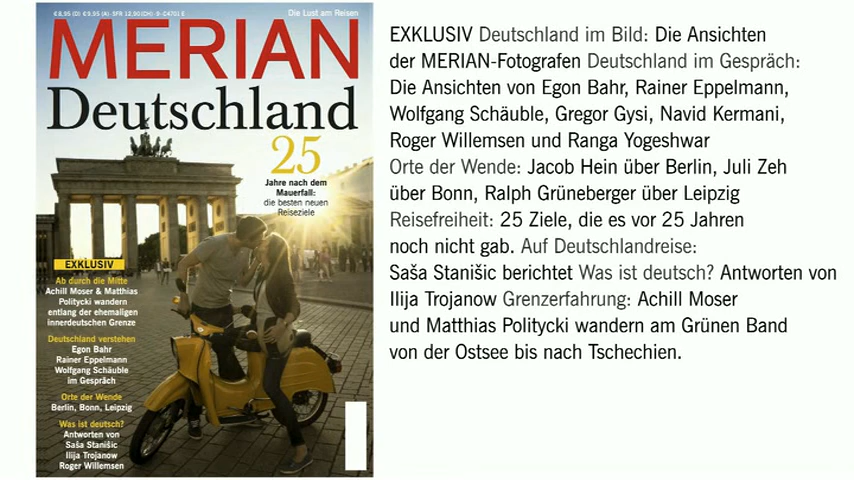 €8,95 (D) €9,95 (A) · SFR 12,90 (CH) · 9-C4701 E
Die Lust am Reisen
MERIAN
Deutschland
25
Jahre nach dem
Mauerfall:
die besten neuen
Reiseziele
EXKLUSIV
Ab durch die Mitte
Achill Moser & Matthias
Politycki wandern
entlang der ehemaligen
innerdeutschen Grenze
Deutschland verstehen
Egon Bahr
Rainer Eppelmann
Wolfgang Schäuble
im Gespräch
Orte der Wende
Berlin, Bonn, Leipzig
Was ist deutsch?
Antworten von
Saša Stanišic
Ilija Trojanow
Roger Willemsen
EXKLUSIV Deutschland im Bild: Die Ansichten
der MERIAN-Fotografen Deutschland im Gespräch:
Die Ansichten von Egon Bahr, Rainer Eppelmann,
Wolfgang Schäuble, Gregor Gysi, Navid Kermani,
Roger Willemsen und Ranga Yogeshwar
Orte der Wende: Jacob Hein über Berlin, Juli Zeh
über Bonn, Ralph Grüneberger über Leipzig
Reisefreiheit: 25 Ziele, die es vor 25 Jahren
noch nicht gab. Auf Deutschlandreise:
Saša Stanišic berichtet Was ist deutsch? Antworten von
Ilija Trojanow Grenzerfahrung: Achill Moser
und Matthias Politycki wandern am Grünen Band
von der Ostsee bis nach Tschechien.